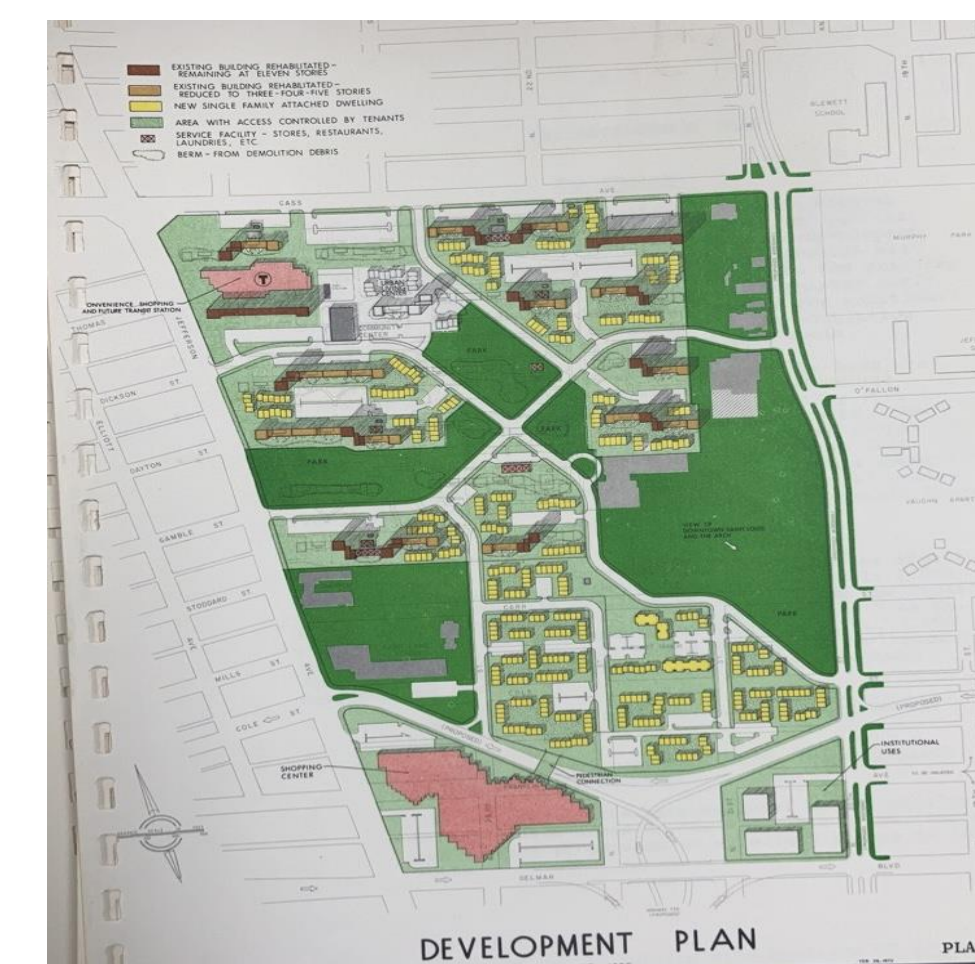 EXISTING BUILDING REHABILITATED –
REMAINING AT ELEVEN STORIES
EXISTING BUILDING REHABILITATED –
REDUCED TO THREE-FOUR-FIVE STORIES
NEW SINGLE FAMILY ATTACHED DWELLING
AREA WITH ACCESS CONTROLLED BY TENANTS
SERVICE FACILITY – STORES, RESTAURANTS,
LAUNDRIES, ETC
BERM – FROM DEMOLITION DEBRIS
BLEWETT
SCHOOL
CASS
AVE
MURPHY PARK
T
CONVENIENCE SHOPPING
AND FUTURE TRANSIT STATION
COMMUNITY
CENTER
THOMAS
JEFFERSON
PARK
DICKSON ST.
O'FALLON
ELLIOTT
PARK
PARK
DAYTON ST.
GAMBLE ST
VIEW OF
DOWNTOWN SAINT LOUIS
AND THE ARCH
STODDARD ST.
CARR
PARK
AVE
MILLS ST.
AVE
COLE ST.
(PROPOSED)
INSTITUTIONAL
USES
SHOPPING
CENTER
PEDESTRIAN
CONNECTION
AVE
DELMAR
BLVD
DEVELOPMENT PLAN
PLA